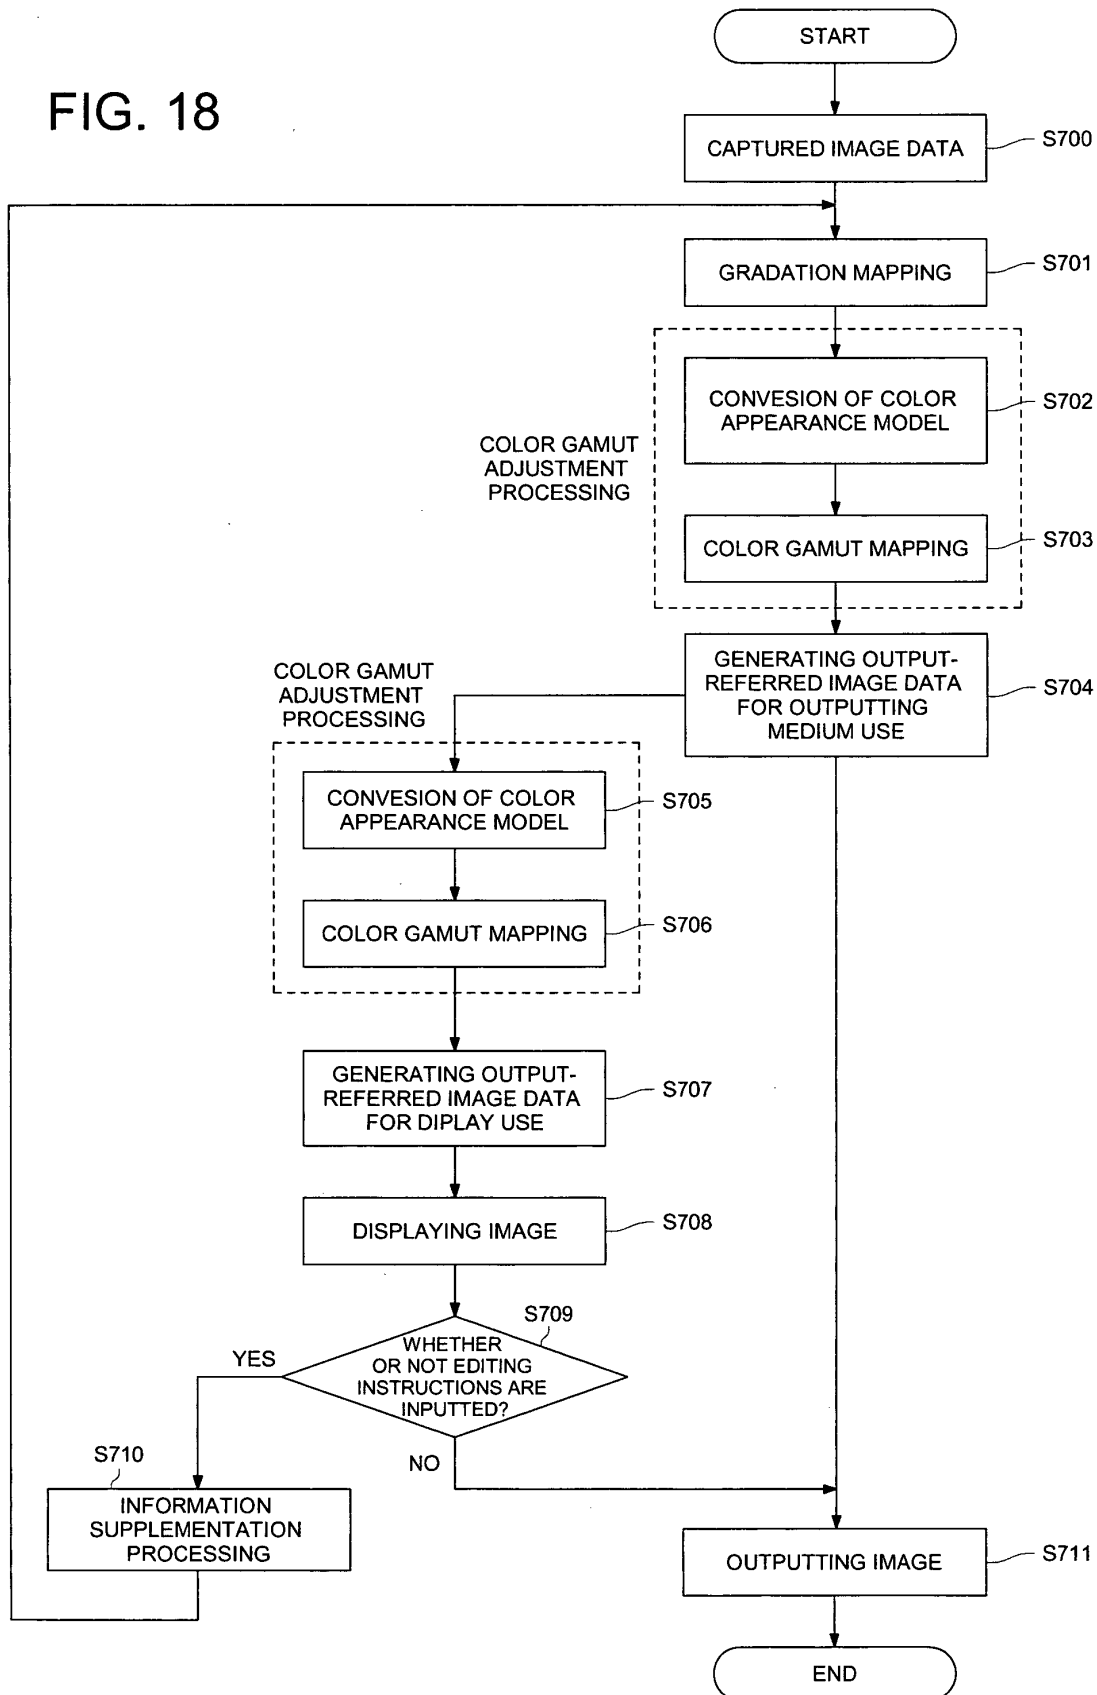 FIG. 18
START
CAPTURED IMAGE DATA
S700
GRADATION MAPPING
S701
COLOR GAMUT
ADJUSTMENT
PROCESSING
CONVESION OF COLOR
APPEARANCE MODEL
S702
COLOR GAMUT MAPPING
S703
GENERATING OUTPUT-
REFERRED IMAGE DATA
FOR OUTPUTTING
MEDIUM USE
S704
COLOR GAMUT
ADJUSTMENT
PROCESSING
CONVESION OF COLOR
APPEARANCE MODEL
S705
COLOR GAMUT MAPPING
S706
GENERATING OUTPUT-
REFERRED IMAGE DATA
FOR DIPLAY USE
S707
DISPLAYING IMAGE
S708
S709
WHETHER
OR NOT EDITING
INSTRUCTIONS ARE
INPUTTED?
YES
NO
S710
INFORMATION
SUPPLEMENTATION
PROCESSING
OUTPUTTING IMAGE
S711
END